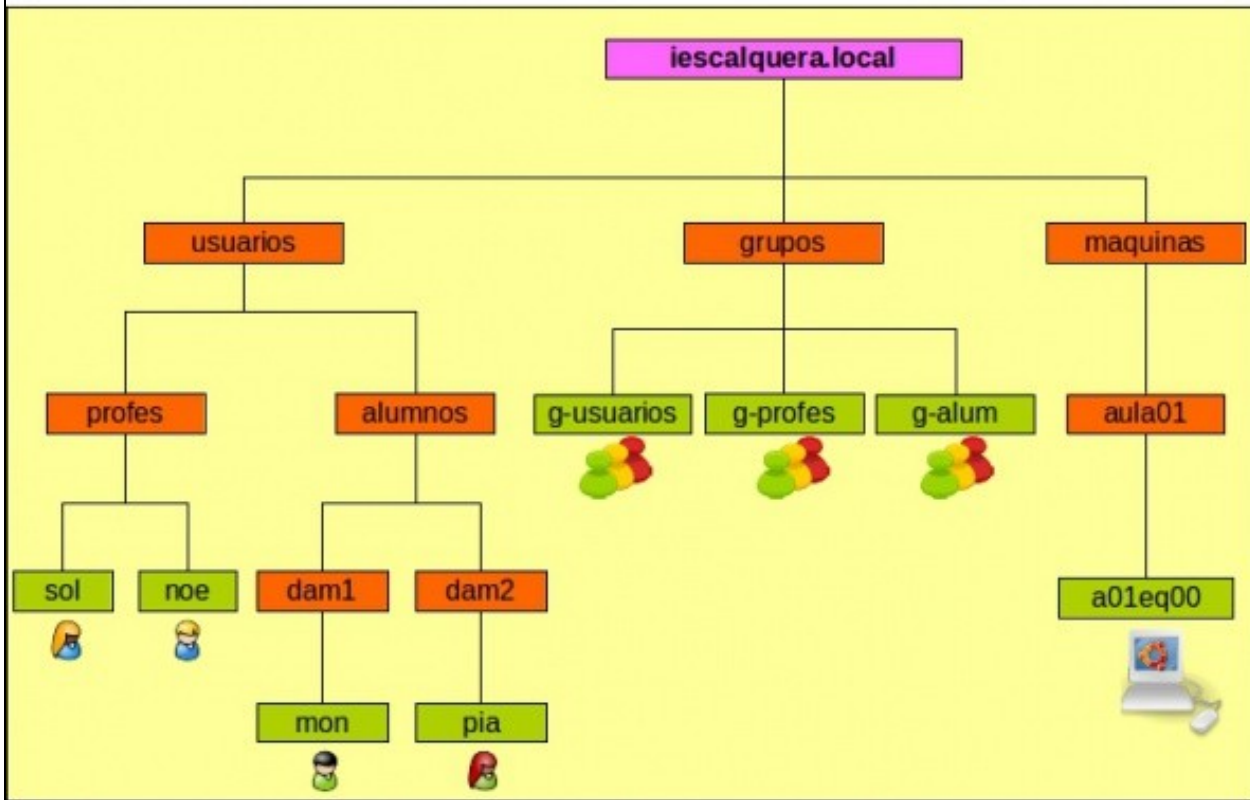 iescalquera.local
usuarios
grupos
maquinas
profes
alumnos
g-usuarios
g-profes
g-alum
aula01
sol
noe
dam1
dam2
a01eq00
mon
pia